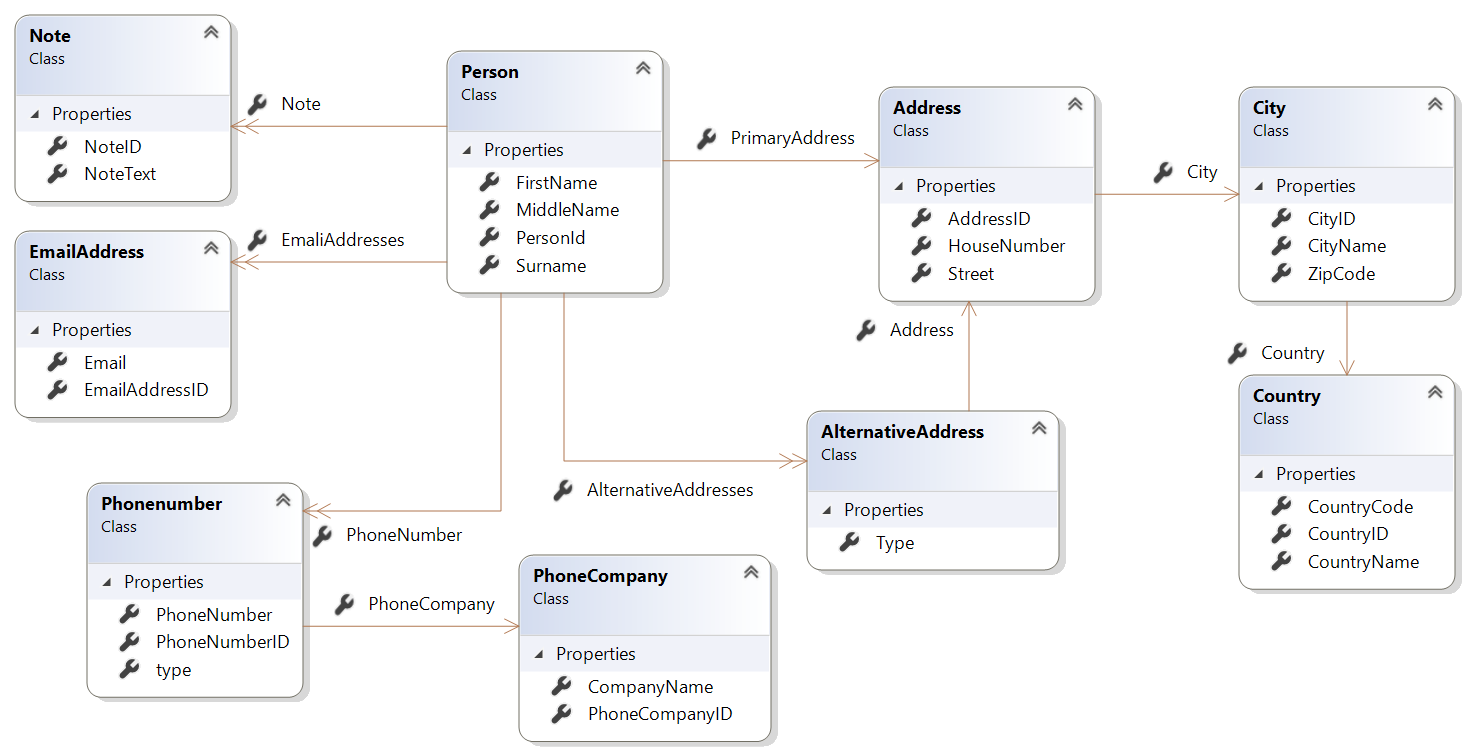 Note
Class
Properties
NoteID
NoteText
Note
Person
Class
Properties
FirstName
MiddleName
PersonId
Surname
PrimaryAddress
Address
Class
Properties
AddressID
HouseNumber
Street
City
City
Class
Properties
CityID
CityName
ZipCode
EmailAddress
Class
Properties
Email
EmailAddressID
EmaliAddresses
Address
Country
Country
Class
Properties
CountryCode
CountryID
CountryName
AlternativeAddress
Class
Properties
Type
AlternativeAddresses
Phonenumber
Class
Properties
PhoneNumber
PhoneNumberID
type
PhoneNumber
PhoneCompany
PhoneCompany
Class
Properties
CompanyName
PhoneCompanyID